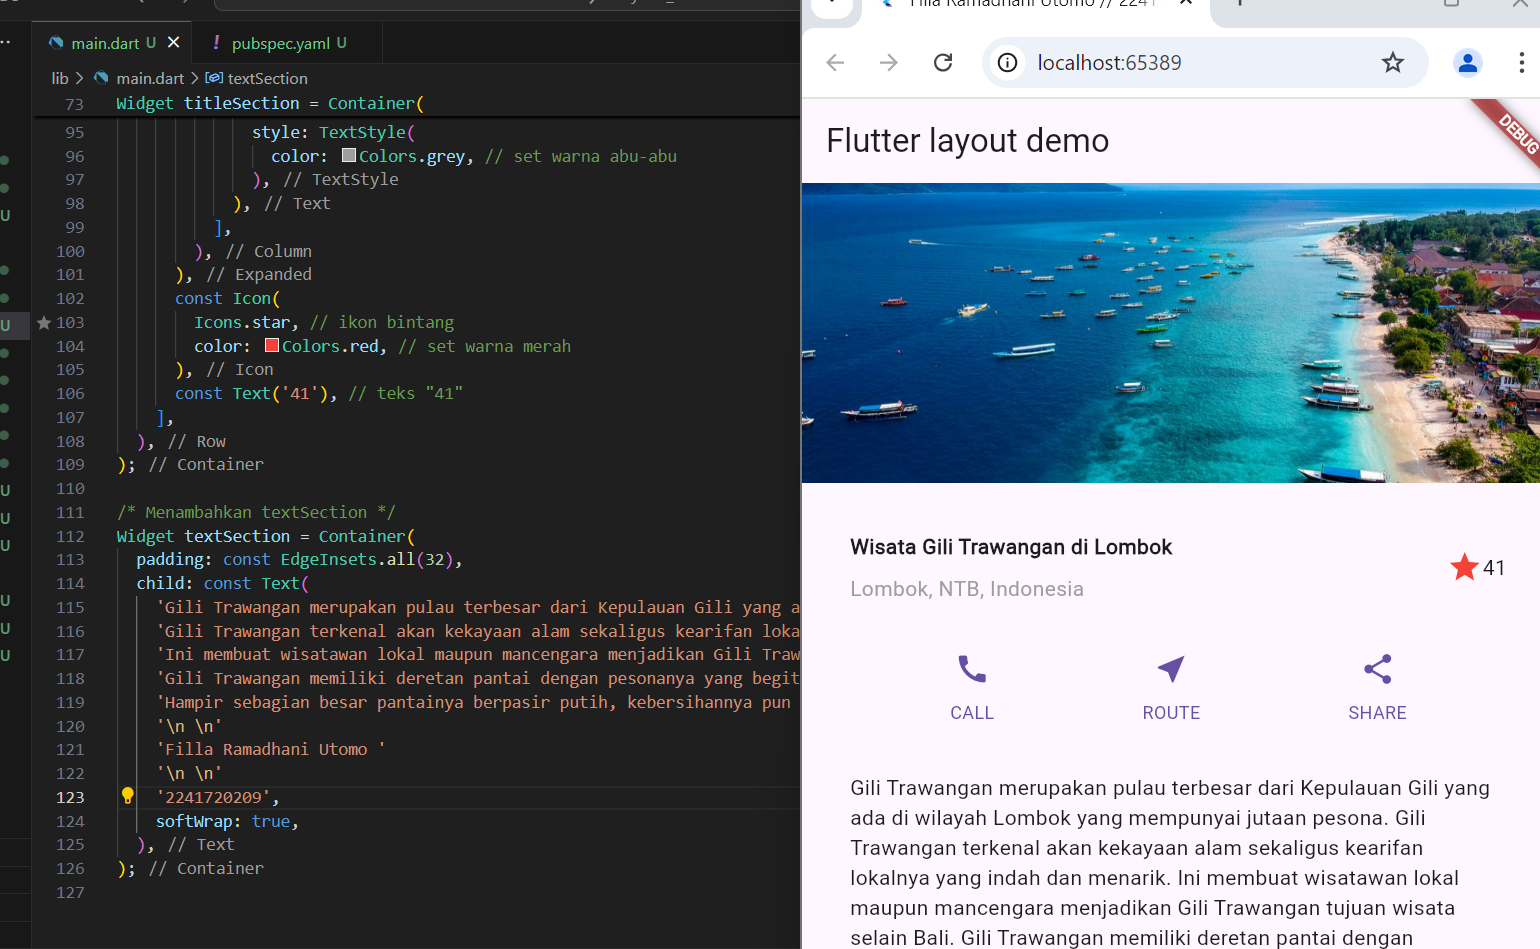 main.dart U
! pubspec.yaml U
lib > main.dart > textSection
73 Widget titleSection = Container(
95 style: TextStyle(
96 color: Colors.grey, // set warna abu-abu
97 ), // TextStyle
98 ), // Text
99 ],
100 ), // Column
101 ), // Expanded
102 const Icon(
103 Icons.star, // ikon bintang
104 color: Colors.red, // set warna merah
105 ), // Icon
106 const Text('41'), // teks "41"
107 ],
108 ), // Row
109 ); // Container
110
111 /* Menambahkan textSection */
112 Widget textSection = Container(
113 padding: const EdgeInsets.all(32),
114 child: const Text(
115 'Gili Trawangan merupakan pulau terbesar dari Kepulauan Gili yang a
116 'Gili Trawangan terkenal akan kekayaan alam sekaligus kearifan loka
117 'Ini membuat wisatawan lokal maupun mancengara menjadikan Gili Traw
118 'Gili Trawangan memiliki deretan pantai dengan pesonanya yang begit
119 'Hampir sebagian besar pantainya berpasir putih, kebersihannya pun
120 '\n \n'
121 'Filla Ramadhani Utomo '
122 '\n \n'
123 '2241720209',
124 softWrap: true,
125 ), // Text
126 ); // Container
127
U
U
U
U
U
U
U
U
Filla Ramadhani Utomo // 2241
localhost:65389
Flutter layout demo
DEBUG
Wisata Gili Trawangan di Lombok
Lombok, NTB, Indonesia
41
CALL
ROUTE
SHARE
Gili Trawangan merupakan pulau terbesar dari Kepulauan Gili yang
ada di wilayah Lombok yang mempunyai jutaan pesona. Gili
Trawangan terkenal akan kekayaan alam sekaligus kearifan
lokalnya yang indah dan menarik. Ini membuat wisatawan lokal
maupun mancengara menjadikan Gili Trawangan tujuan wisata
selain Bali. Gili Trawangan memiliki deretan pantai dengan